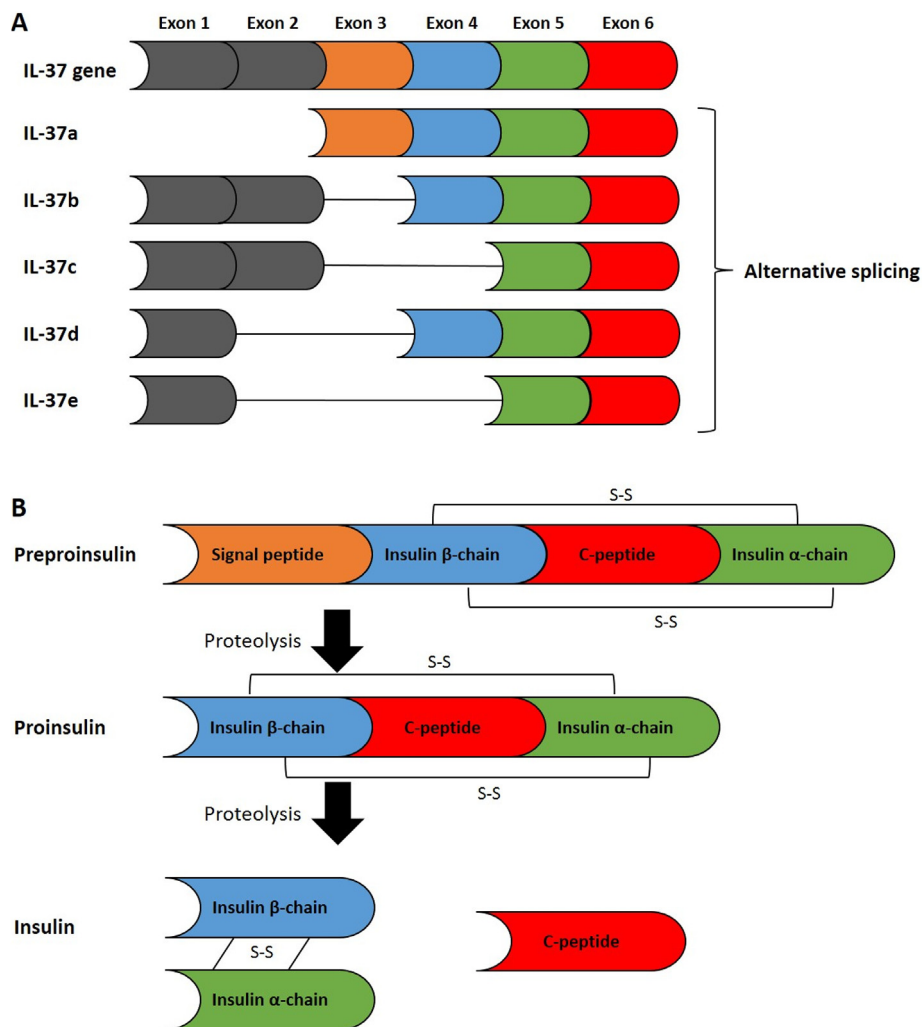 A
Exon 1 Exon 2 Exon 3 Exon 4 Exon 5 Exon 6
IL-37 gene
IL-37a
IL-37b
IL-37c
Alternative splicing
IL-37d
IL-37e
B
S-S
Preproinsulin
Signal peptide Insulin β-chain C-peptide Insulin α-chain
S-S
Proteolysis
S-S
Proinsulin
Insulin β-chain C-peptide Insulin α-chain
S-S
Proteolysis
Insulin β-chain
Insulin
S-S
C-peptide
Insulin α-chain